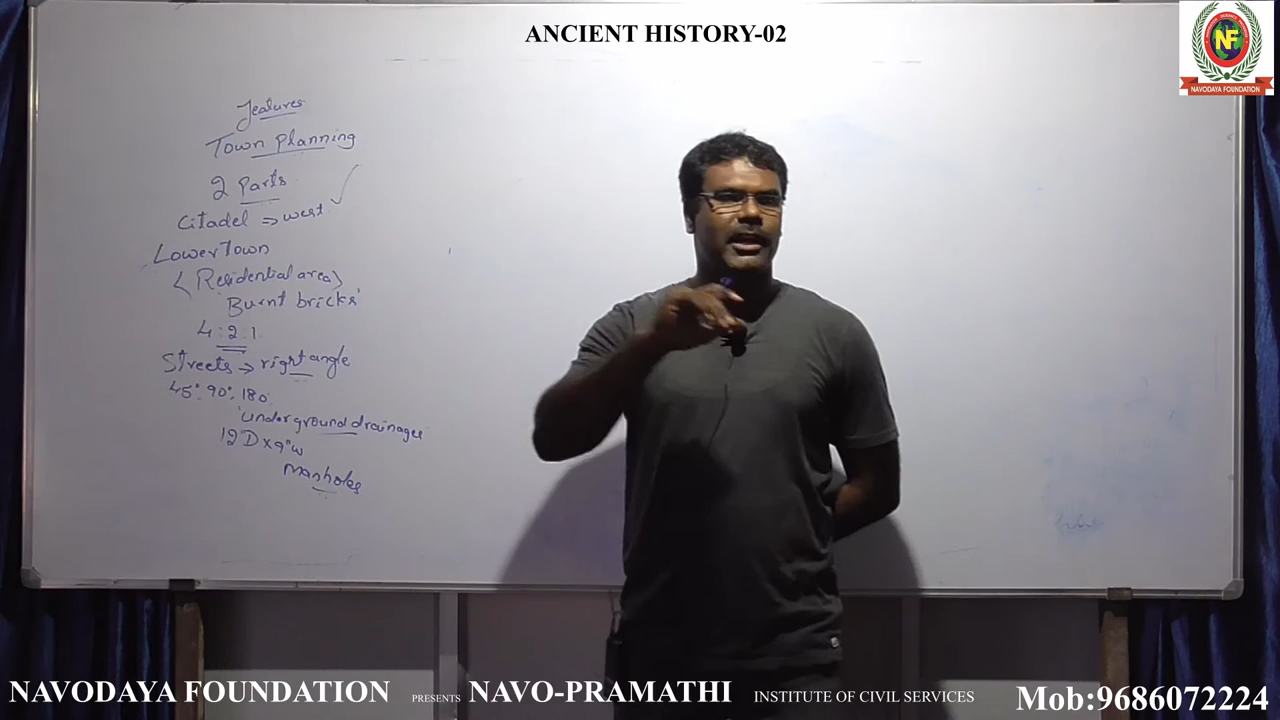 ANCIENT HISTORY-02
NF
NAVODAYA FOUNDATION
Features
Town Planning
2 Parts
Citadel ⇒ west ✓
Lower Town
< Residential area >
'Burnt bricks'
4:2:1
Streets → right angle
45°: 90°: 180
'underground drainages
12"D x 9"w
Manholes
NAVODAYA FOUNDATION PRESENTS NAVO-PRAMATHI INSTITUTE OF CIVIL SERVICES Mob:9686072224